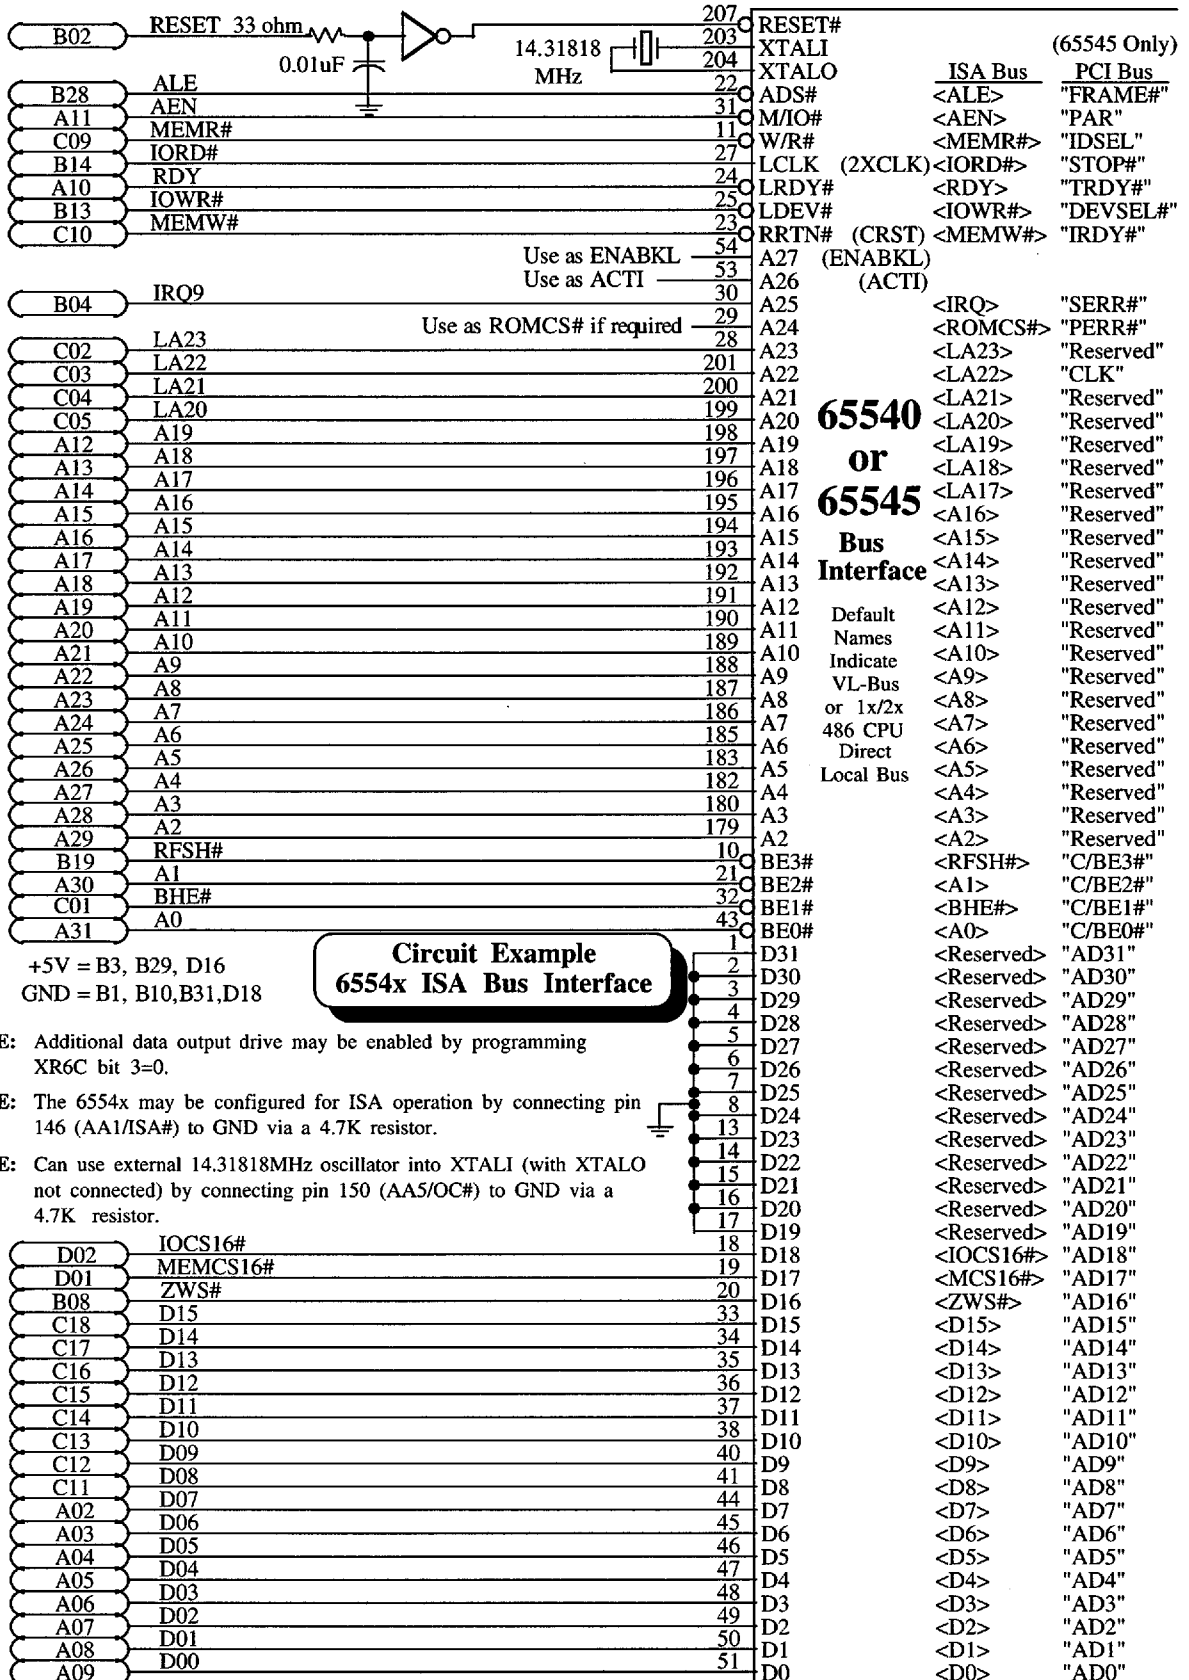 207
B02 RESET 33 ohm RESET#
203
14.31818 XTALI (65545 Only)
0.01uF MHz 204
XTALO ISA Bus PCI Bus
B28 ALE 22 ADS# <ALE> "FRAME#"
A11 AEN 31 M/IO# <AEN> "PAR"
C09 MEMR# 11 W/R# <MEMR#> "IDSEL"
B14 IORD# 27 LCLK (2XCLK) <IORD#> "STOP#"
A10 RDY 24 LRDY# <RDY> "TRDY#"
B13 IOWR# 25 LDEV# <IOWR#> "DEVSEL#"
C10 MEMW# 23 RRTN# (CRST) <MEMW#> "IRDY#"
Use as ENABKL 54 A27 (ENABKL)
Use as ACTI 53 A26 (ACTI)
B04 IRQ9 30 A25 <IRQ> "SERR#"
Use as ROMCS# if required 29 A24 <ROMCS#> "PERR#"
C02 LA23 28 A23 <LA23> "Reserved"
C03 LA22 201 A22 <LA22> "CLK"
C04 LA21 200 A21 <LA21> "Reserved"
C05 LA20 199 A20 <LA20> "Reserved"
A12 A19 198 A19 <LA19> "Reserved"
A13 A18 197 A18 <LA18> "Reserved"
A14 A17 196 A17 <LA17> "Reserved"
A15 A16 195 A16 <A16> "Reserved"
A16 A15 194 A15 <A15> "Reserved"
A17 A14 193 A14 <A14> "Reserved"
A18 A13 192 A13 <A13> "Reserved"
A19 A12 191 A12 <A12> "Reserved"
A20 A11 190 A11 <A11> "Reserved"
A21 A10 189 A10 <A10> "Reserved"
A22 A9 188 A9 <A9> "Reserved"
A23 A8 187 A8 <A8> "Reserved"
A24 A7 186 A7 <A7> "Reserved"
A25 A6 185 A6 <A6> "Reserved"
A26 A5 183 A5 <A5> "Reserved"
A27 A4 182 A4 <A4> "Reserved"
A28 A3 180 A3 <A3> "Reserved"
A29 A2 179 A2 <A2> "Reserved"
B19 RFSH# 10 BE3# <RFSH#> "C/BE3#"
A30 A1 21 BE2# <A1> "C/BE2#"
C01 BHE# 32 BE1# <BHE#> "C/BE1#"
A31 A0 43 BE0# <A0> "C/BE0#"
65540
or
65545
Bus
Interface
Default
Names
Indicate
VL-Bus
or 1x/2x
486 CPU
Direct
Local Bus
+5V = B3, B29, D16
GND = B1, B10,B31,D18
Circuit Example
6554x ISA Bus Interface
1 D31 <Reserved> "AD31"
2 D30 <Reserved> "AD30"
3 D29 <Reserved> "AD29"
4 D28 <Reserved> "AD28"
5 D27 <Reserved> "AD27"
6 D26 <Reserved> "AD26"
7 D25 <Reserved> "AD25"
8 D24 <Reserved> "AD24"
13 D23 <Reserved> "AD23"
14 D22 <Reserved> "AD22"
15 D21 <Reserved> "AD21"
16 D20 <Reserved> "AD20"
17 D19 <Reserved> "AD19"
E: Additional data output drive may be enabled by programming
XR6C bit 3=0.
E: The 6554x may be configured for ISA operation by connecting pin
146 (AA1/ISA#) to GND via a 4.7K resistor.
E: Can use external 14.31818MHz oscillator into XTALI (with XTALO
not connected) by connecting pin 150 (AA5/OC#) to GND via a
4.7K resistor.
D02 IOCS16# 18 D18 <IOCS16#> "AD18"
D01 MEMCS16# 19 D17 <MCS16#> "AD17"
B08 ZWS# 20 D16 <ZWS#> "AD16"
C18 D15 33 D15 <D15> "AD15"
C17 D14 34 D14 <D14> "AD14"
C16 D13 35 D13 <D13> "AD13"
C15 D12 36 D12 <D12> "AD12"
C14 D11 37 D11 <D11> "AD11"
C13 D10 38 D10 <D10> "AD10"
C12 D09 40 D9 <D9> "AD9"
C11 D08 41 D8 <D8> "AD8"
A02 D07 44 D7 <D7> "AD7"
A03 D06 45 D6 <D6> "AD6"
A04 D05 46 D5 <D5> "AD5"
A05 D04 47 D4 <D4> "AD4"
A06 D03 48 D3 <D3> "AD3"
A07 D02 49 D2 <D2> "AD2"
A08 D01 50 D1 <D1> "AD1"
A09 D00 51 D0 <D0> "AD0"